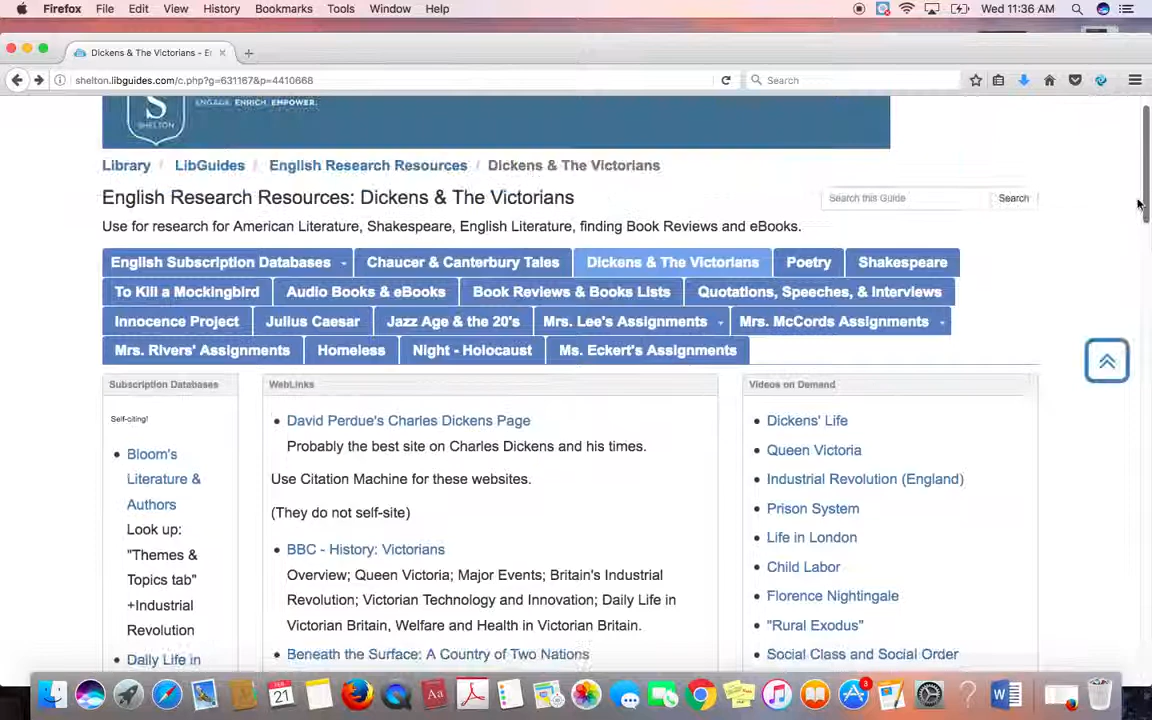 Firefox File Edit View History Bookmarks Tools Window Help Wed 11:36 AM
Dickens & The Victorians - Er
shelton.libguides.com/c.php?g=631167&p=4410668 Search
S ENGAGE. ENRICH. EMPOWER.
SHELTON
Library / LibGuides / English Research Resources / Dickens & The Victorians
English Research Resources: Dickens & The Victorians
Search this Guide Search
Use for research for American Literature, Shakespeare, English Literature, finding Book Reviews and eBooks.
English Subscription Databases Chaucer & Canterbury Tales Dickens & The Victorians Poetry Shakespeare
To Kill a Mockingbird Audio Books & eBooks Book Reviews & Books Lists Quotations, Speeches, & Interviews
Innocence Project Julius Caesar Jazz Age & the 20's Mrs. Lee's Assignments Mrs. McCords Assignments
Mrs. Rivers' Assignments Homeless Night - Holocaust Ms. Eckert's Assignments
Subscription Databases
Self-citing!
• Bloom's
Literature &
Authors
Look up:
"Themes &
Topics tab"
+Industrial
Revolution
• Daily Life in
WebLinks
• David Perdue's Charles Dickens Page
Probably the best site on Charles Dickens and his times.
Use Citation Machine for these websites.
(They do not self-site)
• BBC - History: Victorians
Overview; Queen Victoria; Major Events; Britain's Industrial
Revolution; Victorian Technology and Innovation; Daily Life in
Victorian Britain, Welfare and Health in Victorian Britain.
• Beneath the Surface: A Country of Two Nations
Videos on Demand
• Dickens' Life
• Queen Victoria
• Industrial Revolution (England)
• Prison System
• Life in London
• Child Labor
• Florence Nightingale
• "Rural Exodus"
• Social Class and Social Order
FEB
21
3